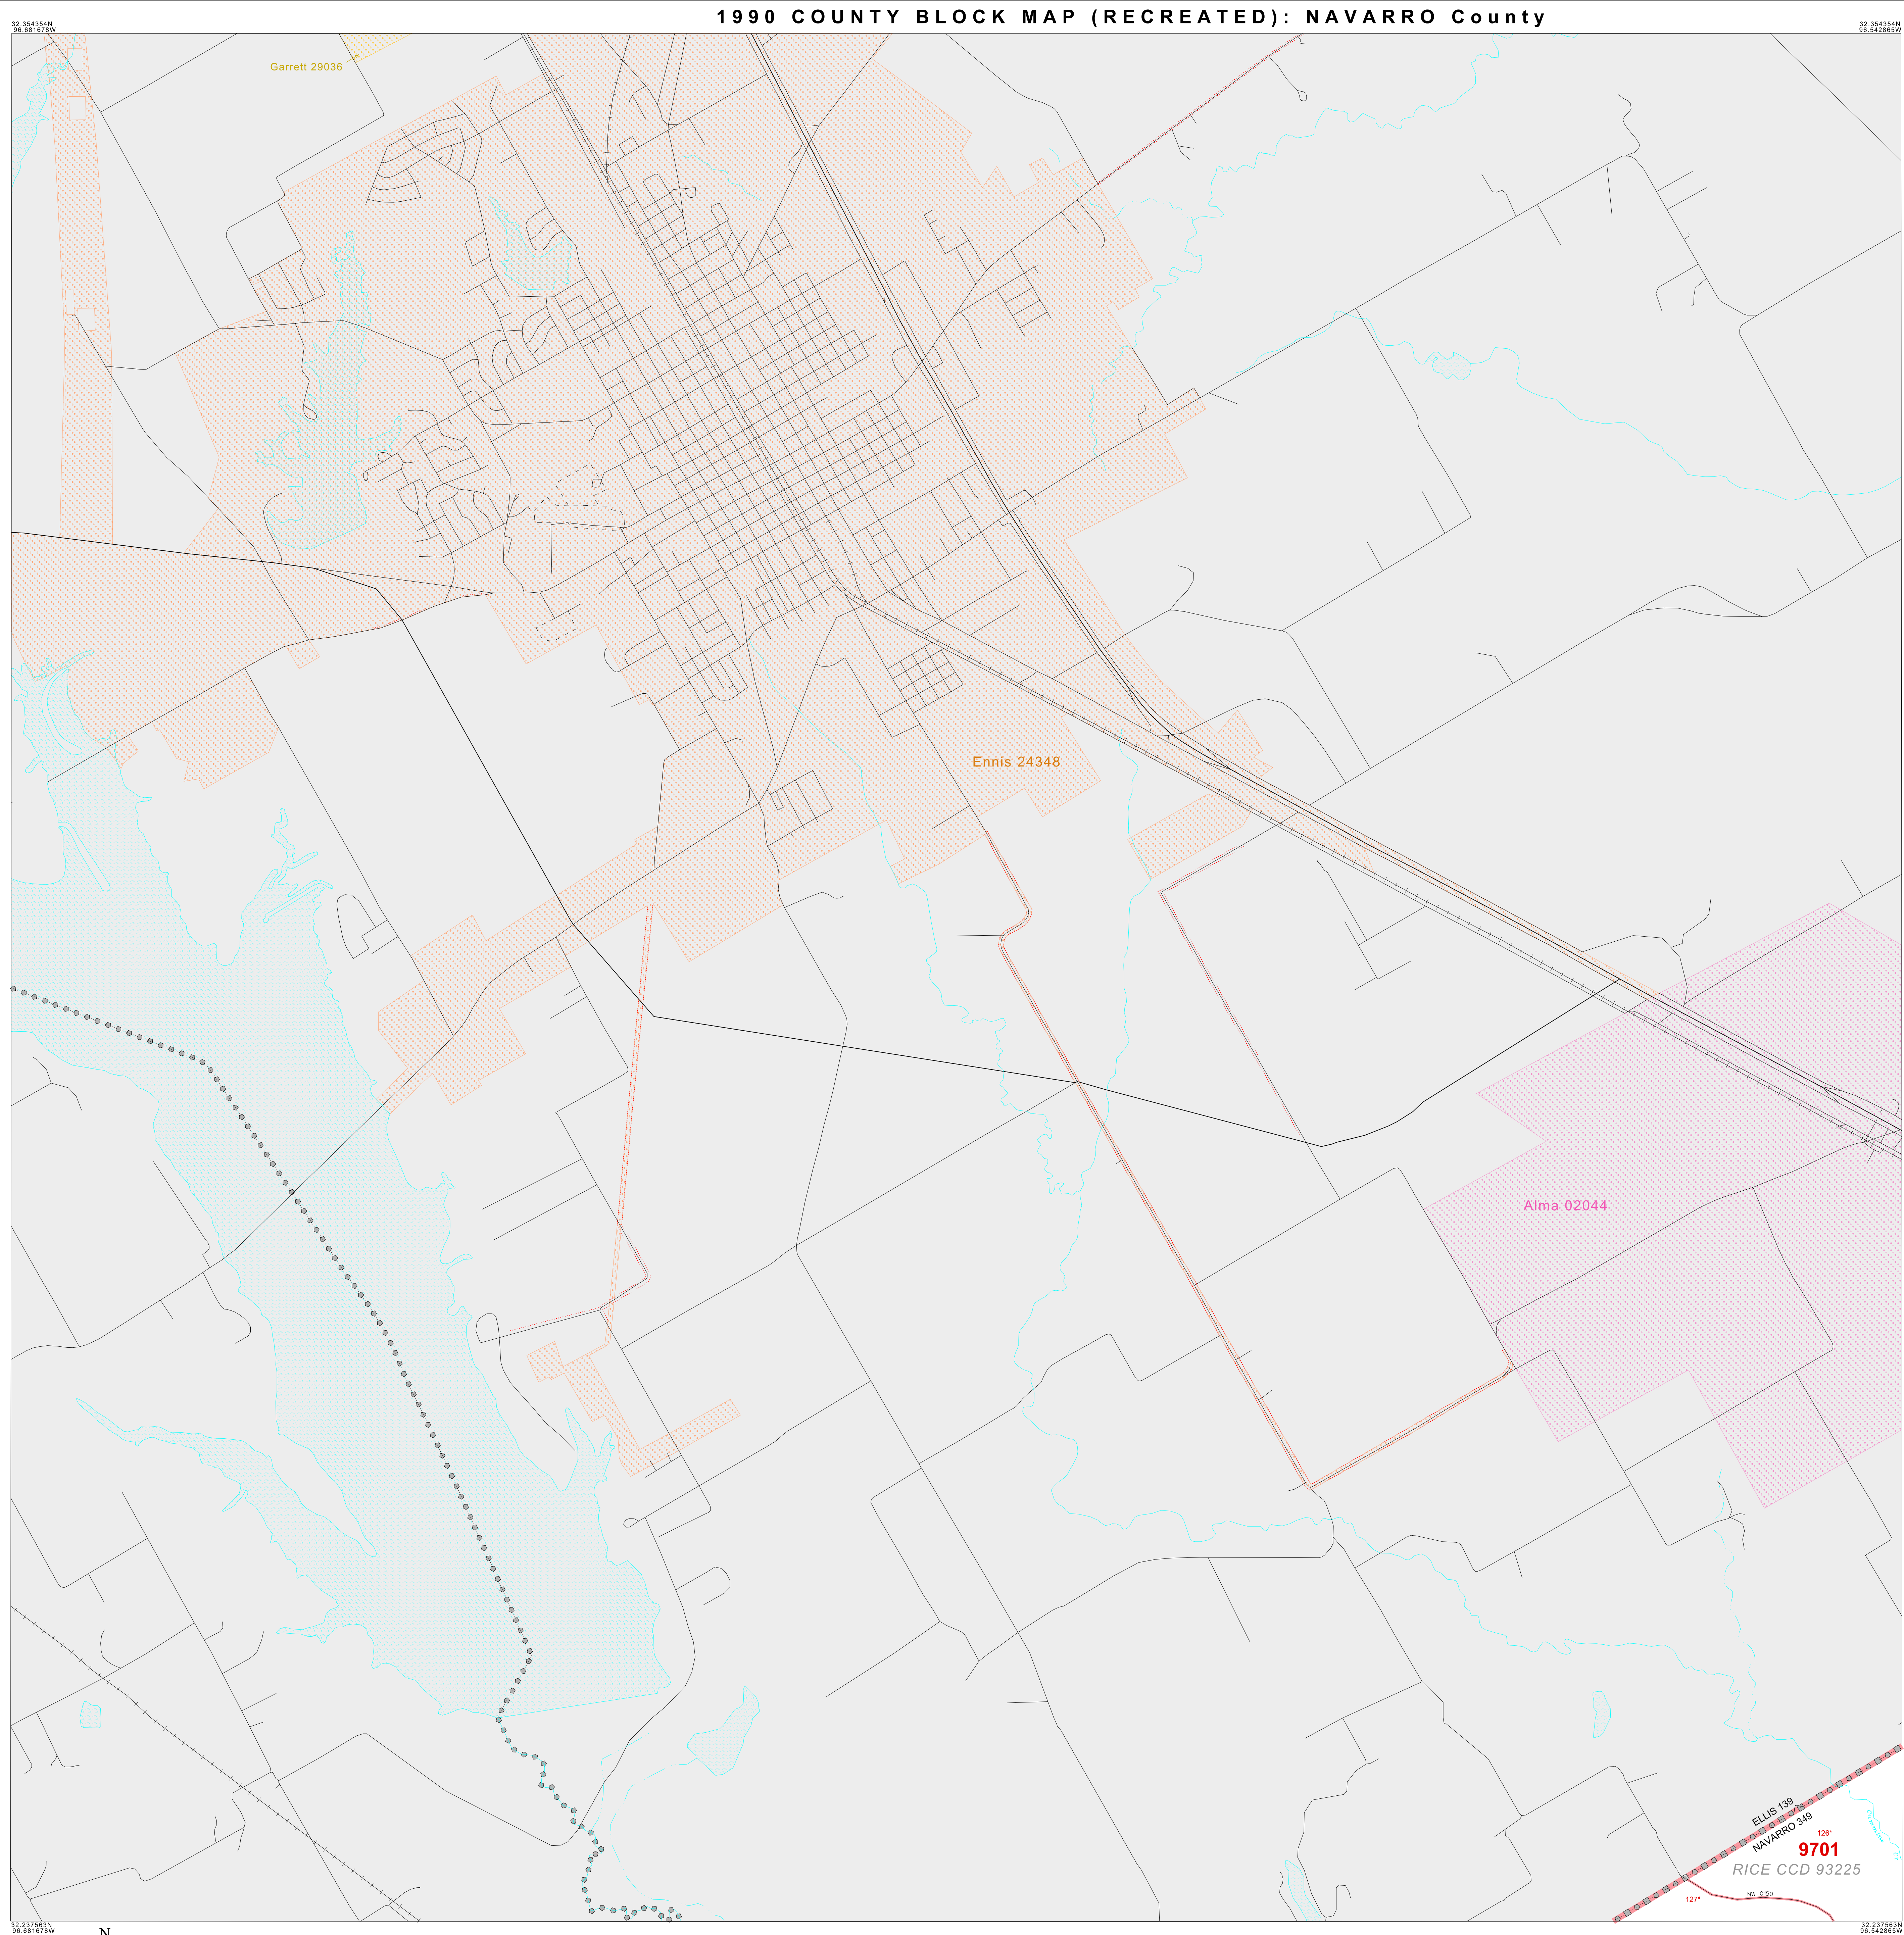 1990 COUNTY BLOCK MAP (RECREATED): NAVARRO County
32.354354N
96.681678W
32.354354N
96.542865W
Garrett 29036
Ennis 24348
Alma 02044
ELLIS 139
NAVARRO 349
126*
9701
RICE CCD 93225
127*
NW 0150
32.237563N
96.681678W
N
32.237563N
96.542865W